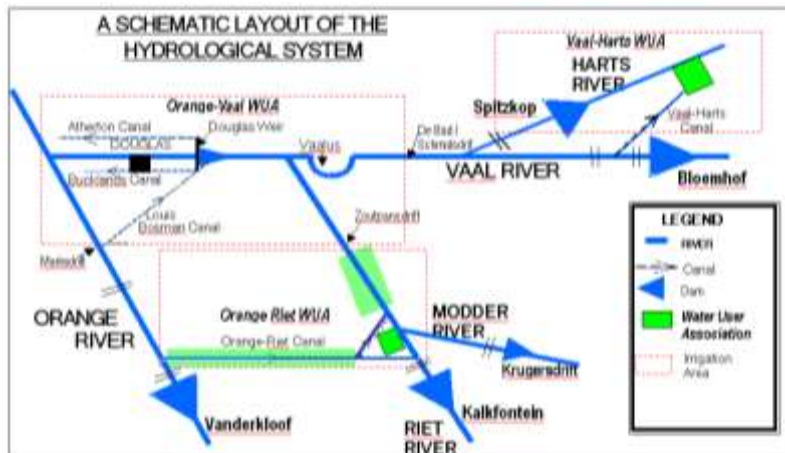 A SCHEMATIC LAYOUT OF THE
HYDROLOGICAL SYSTEM
Vaal-Harts WUA
HARTS
RIVER
Orange-Vaal WUA
Spitzkop
Atherton Canal
Douglas Weir
DOUGLAS
Vaalus
De Bad /
Schmidtsdrift
Vaal-Harts
Canal
Bucklands Canal
VAAL RIVER
Bloemhof
Louis
Bosman Canal
Zoutpansdrift
LEGEND
RIVER
Canal
Dam
Water User
Association
Irrigation
Area
ORANGE
RIVER
Orange Riet WUA
MODDER
RIVER
Orange-Riet Canal
Krugersdrift
Vanderkloof
Kalkfontein
RIET
RIVER